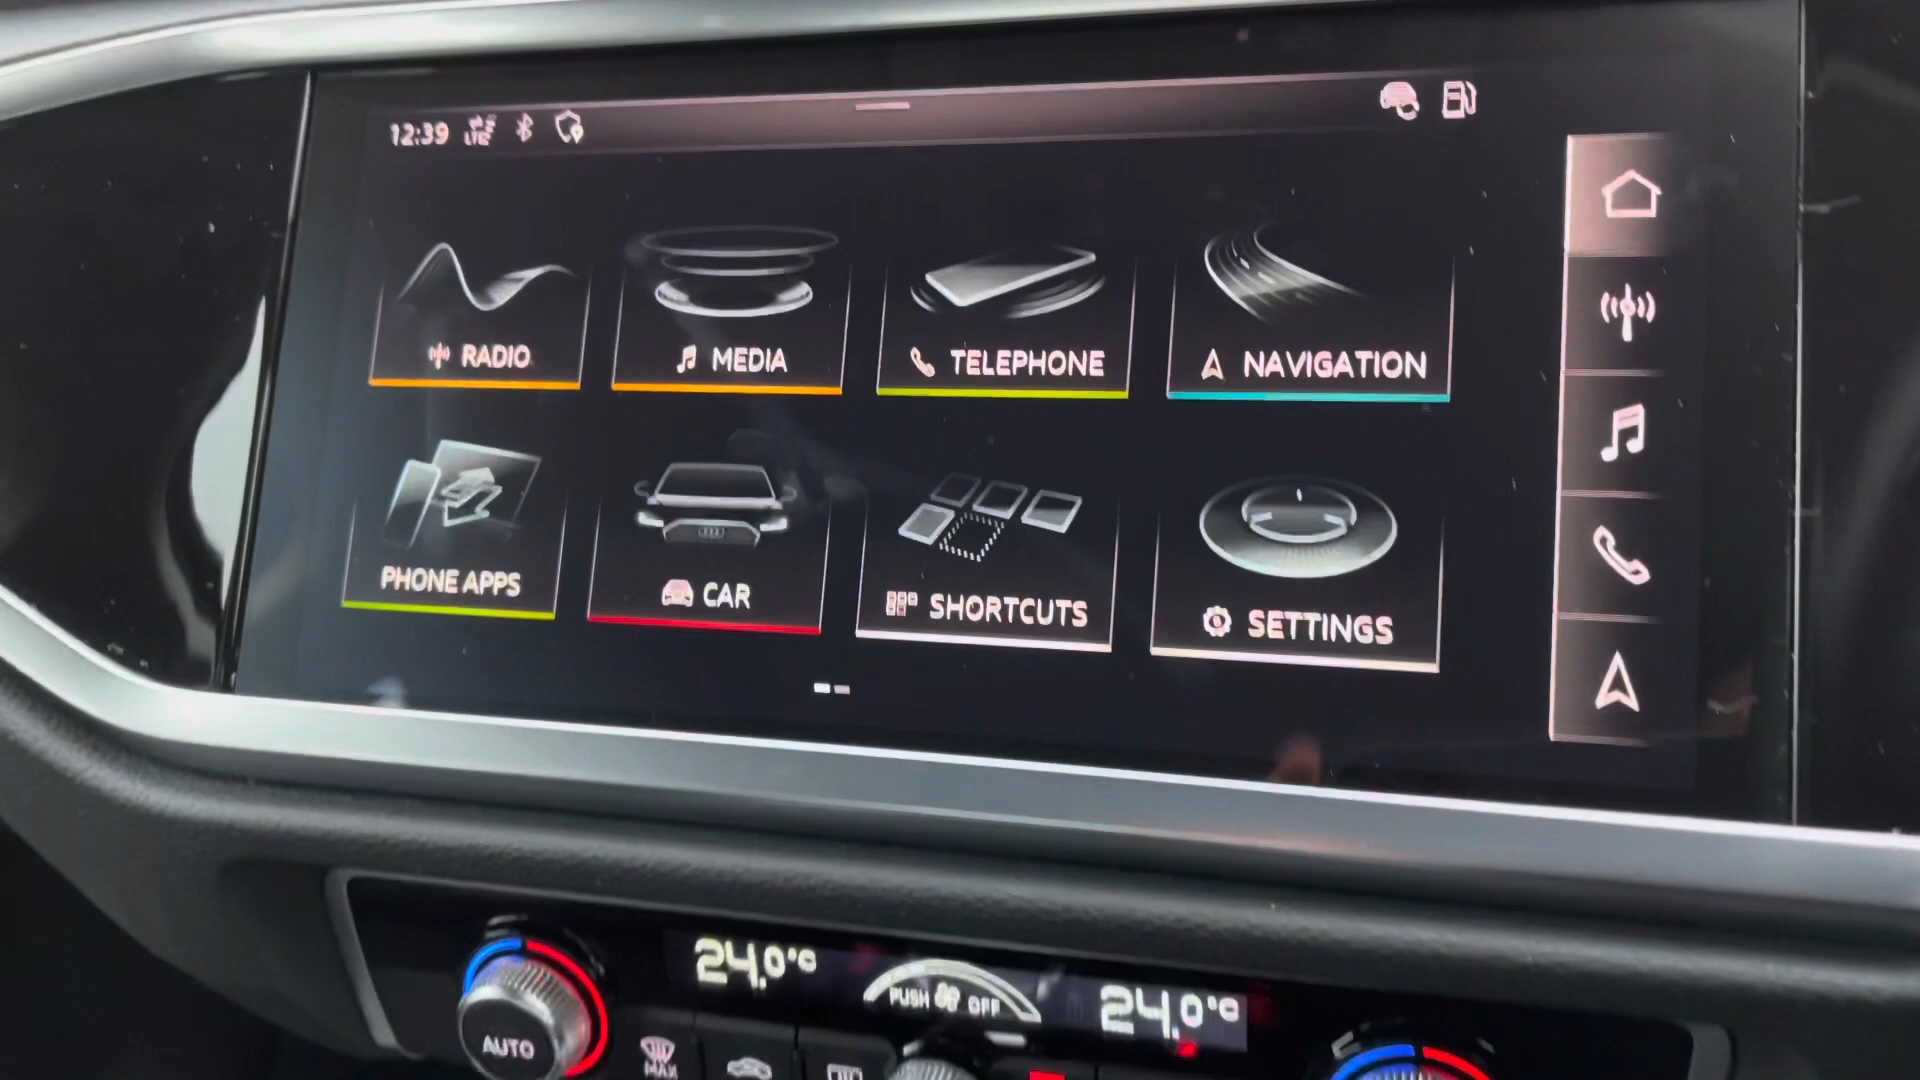 12:39 LTE
RADIO
MEDIA
TELEPHONE
NAVIGATION
PHONE APPS
CAR
SHORTCUTS
SETTINGS
24.0°C
PUSH OFF
24.0°C
AUTO
MAX